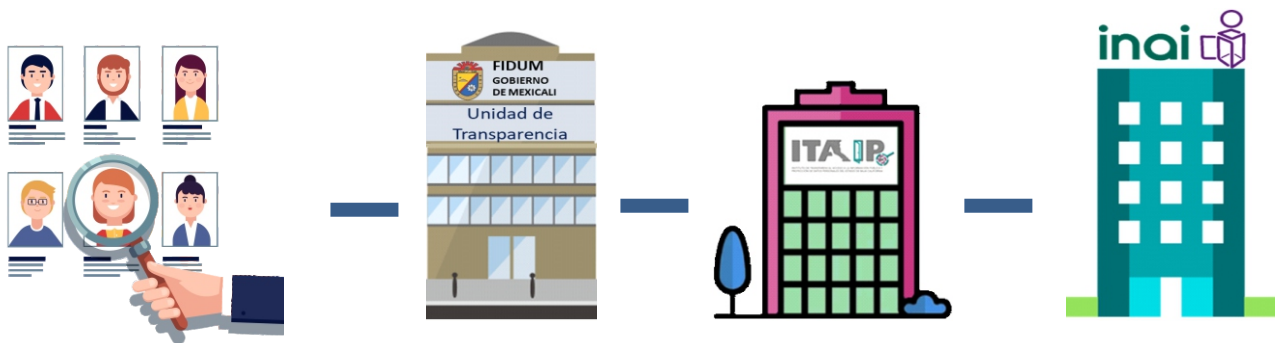 FIDUM
GOBIERNO
DE MEXICALI
Unidad de
Transparencia
ITAIP
inai